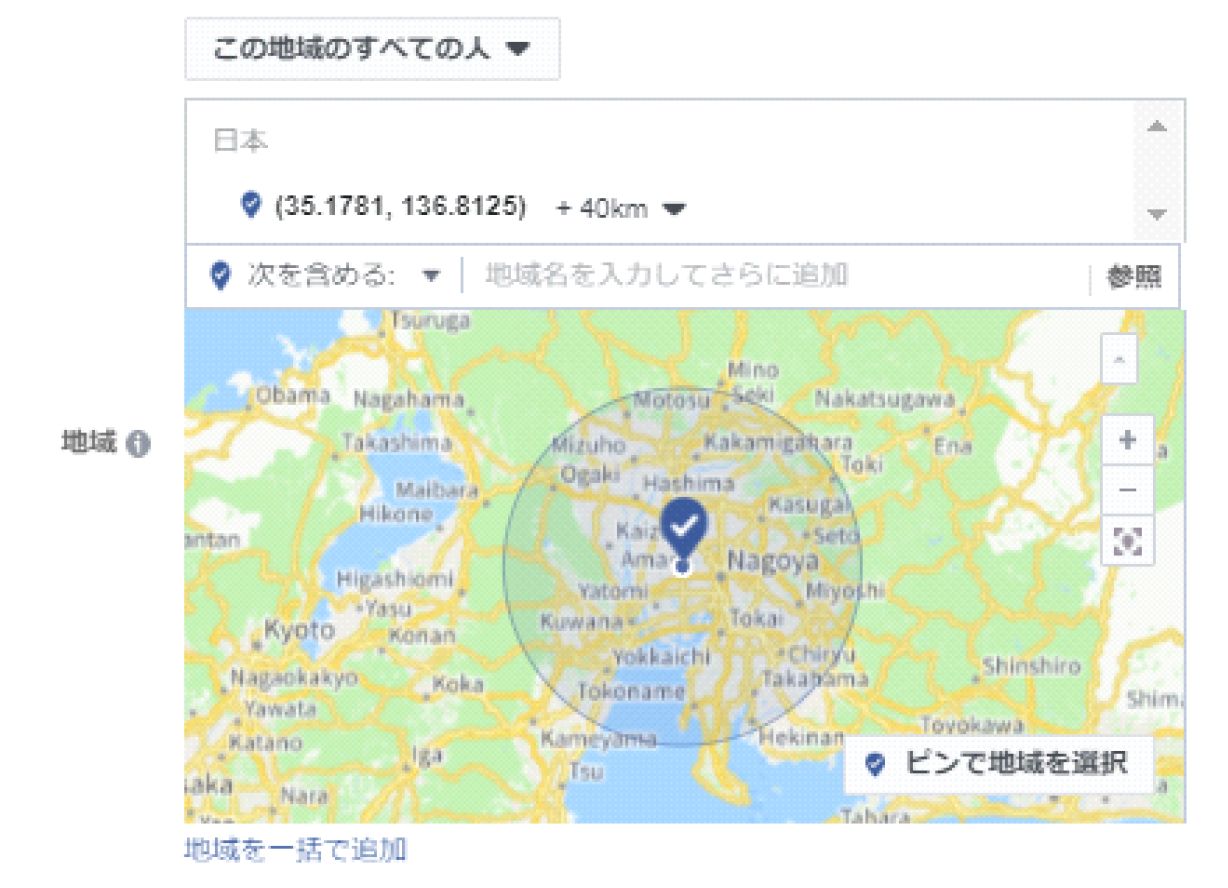 この地域のすべての人
日本
(35.1781, 136.8125) + 40km
次を含める: 地域名を入力してさらに追加 参照
地域
Tsuruga
Mino
Obama Nagahama Motosu Seki Nakatsugawa
Takashima Mizuho Kakamigahara Ena
Ogaki Hashima Toki
Maibara Kasugai
Hikone
Seto
Nagoya
Higashiomi Yatomi Miyoshi
Yasu
Kyoto Konan Kuwana Tokai
Yokkaichi Chiryu Shinshiro
Nagaokakyo Koka Tokoname Takahama
Yawata
Katano Iga Kameyama Hekinan Toyokawa
Tsu
ピンで地域を選択
Nara
Tahara
地域を一括で追加